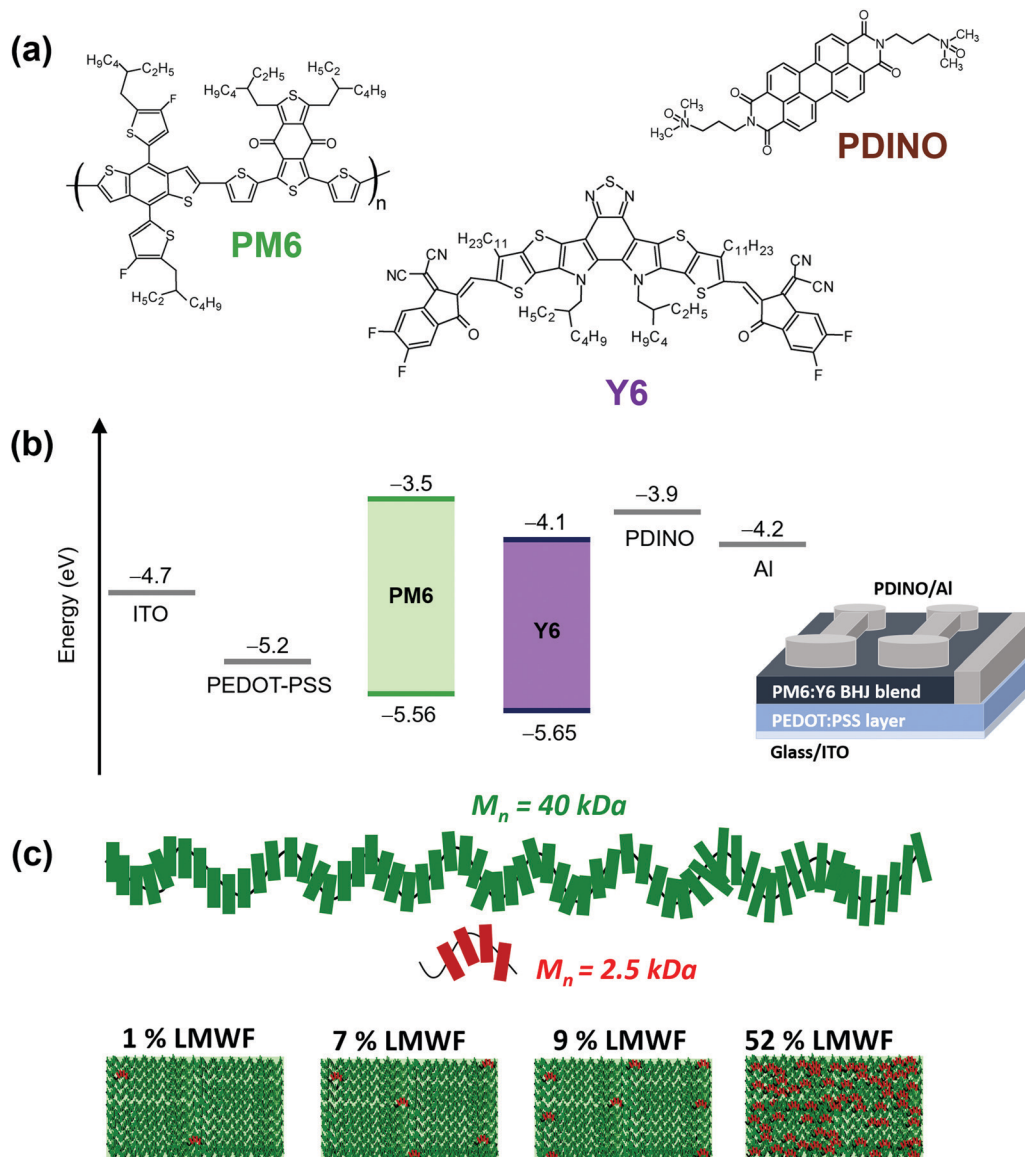 (a)
H9C4
C2H5
F
S
S
S
S
F
H5C2
C4H9
PM6
H5C2
H9C4
C2H5
C4H9
S
O
O
S
S
S
n
O
N
O
CH3
N
O
CH3
O
N
O
CH3
N
O
H3C
PDINO
S
N
N
H23C11
S
S
C11H23
NC
CN
S
N
N
S
CN
CN
O
H5C2
C4H9
C2H5
H9C4
O
F
F
F
F
Y6
(b)
Energy (eV)
−4.7
ITO
−5.2
PEDOT-PSS
−3.5
PM6
−5.56
−4.1
Y6
−5.65
−3.9
PDINO
−4.2
Al
PDINO/Al
PM6:Y6 BHJ blend
PEDOT:PSS layer
Glass/ITO
(c)
Mn = 40 kDa
Mn = 2.5 kDa
1 % LMWF
7 % LMWF
9 % LMWF
52 % LMWF